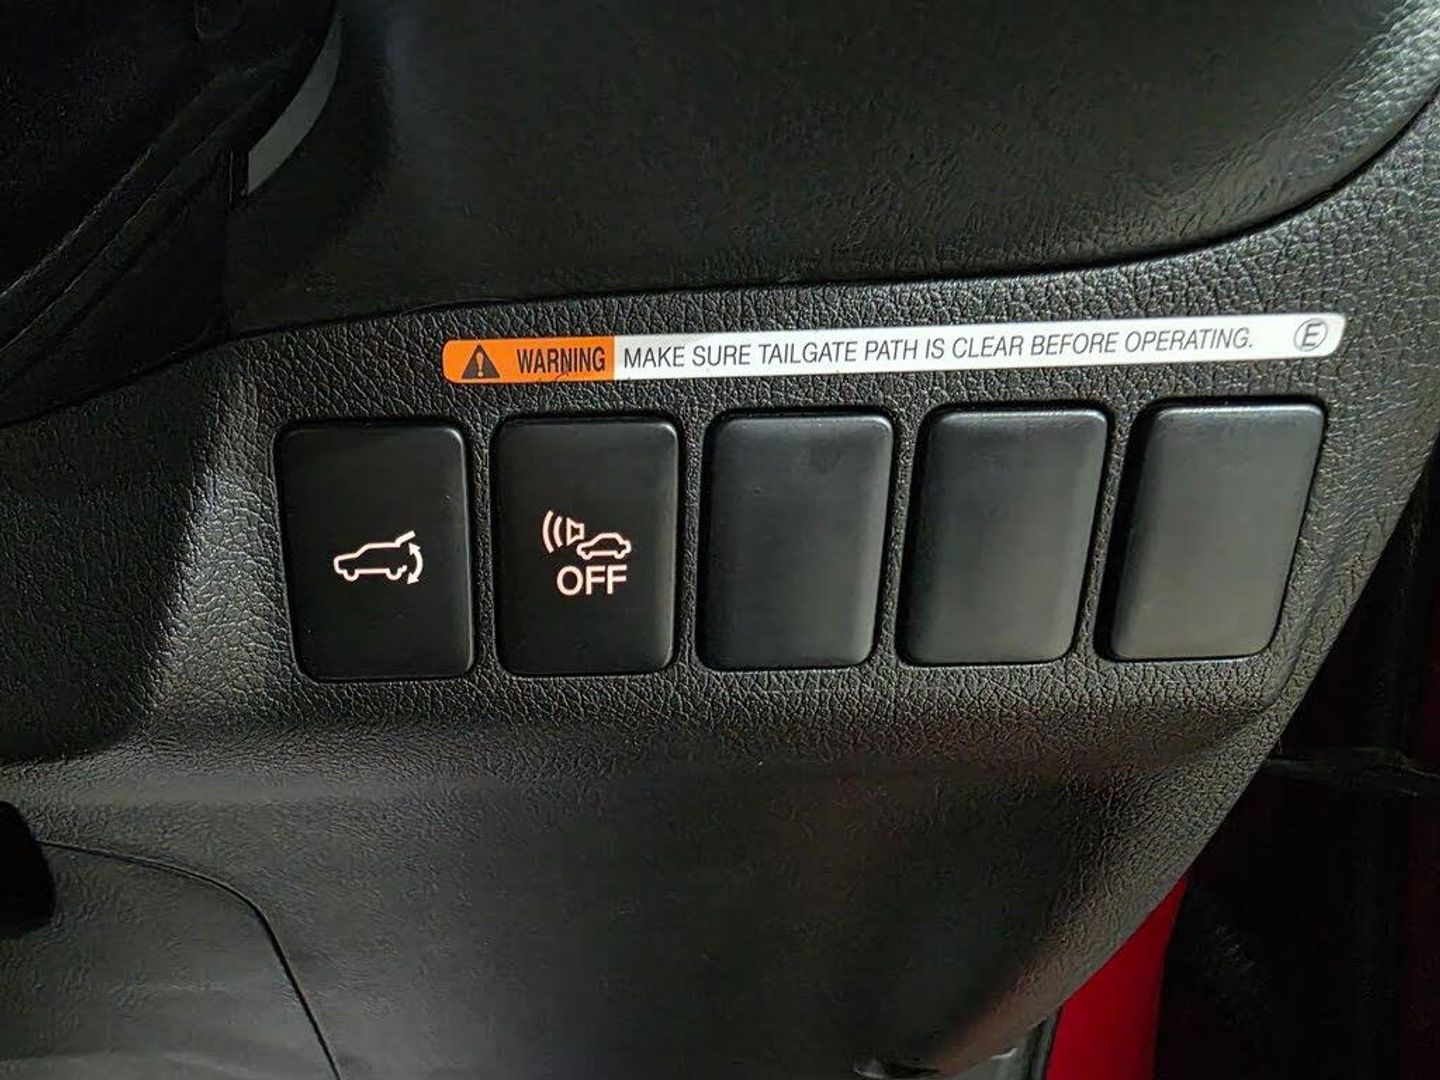 WARNING MAKE SURE TAILGATE PATH IS CLEAR BEFORE OPERATING. E
OFF